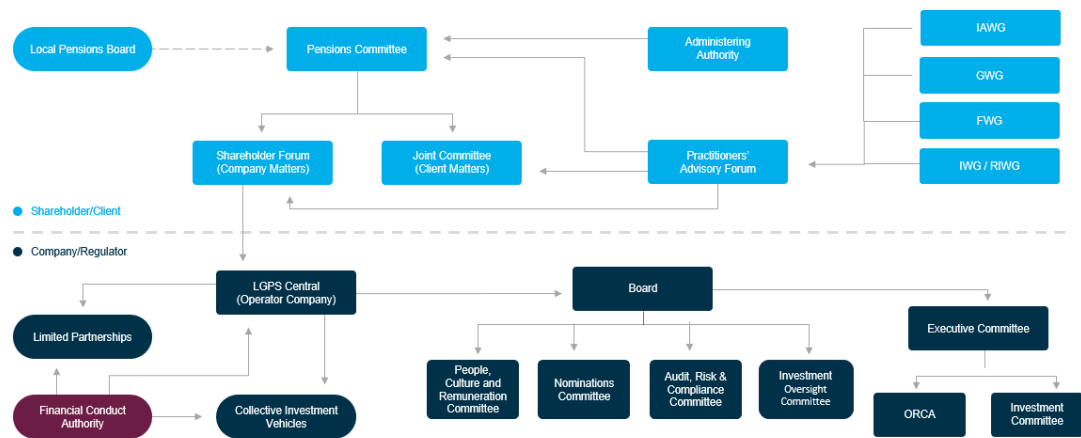 Local Pensions Board
Pensions Committee
Administering
Authority
IAWG
GWG
FWG
IWG / RIWG
Shareholder Forum
(Company Matters)
Joint Committee
(Client Matters)
Practitioners'
Advisory Forum
Shareholder/Client
Company/Regulator
LGPS Central
(Operator Company)
Board
Limited Partnerships
Executive Committee
People,
Culture and
Remuneration
Committee
Nominations
Committee
Audit, Risk &
Compliance
Committee
Investment
Oversight
Committee
Financial Conduct
Authority
Collective Investment
Vehicles
ORCA
Investment
Committee